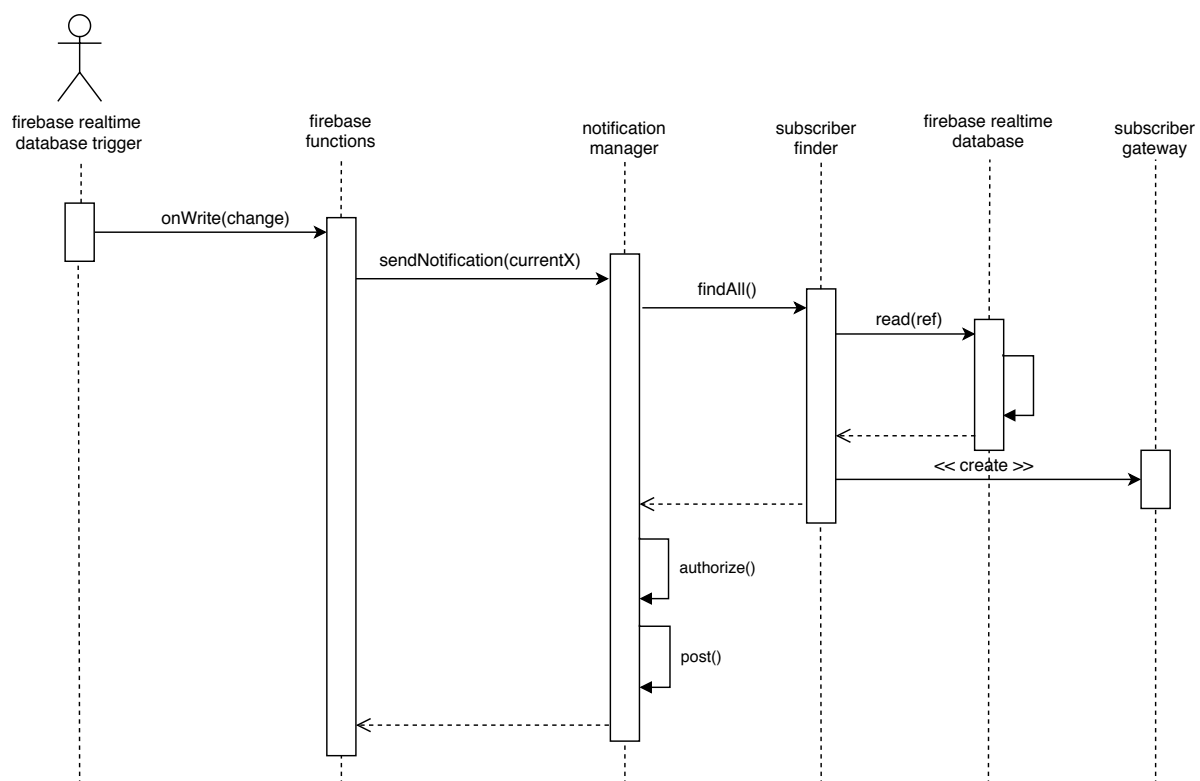 firebase realtime
database trigger
firebase
functions
notification
manager
subscriber
finder
firebase realtime
database
subscriber
gateway
onWrite(change)
sendNotification(currentX)
findAll()
read(ref)
<< create >>
authorize()
post()